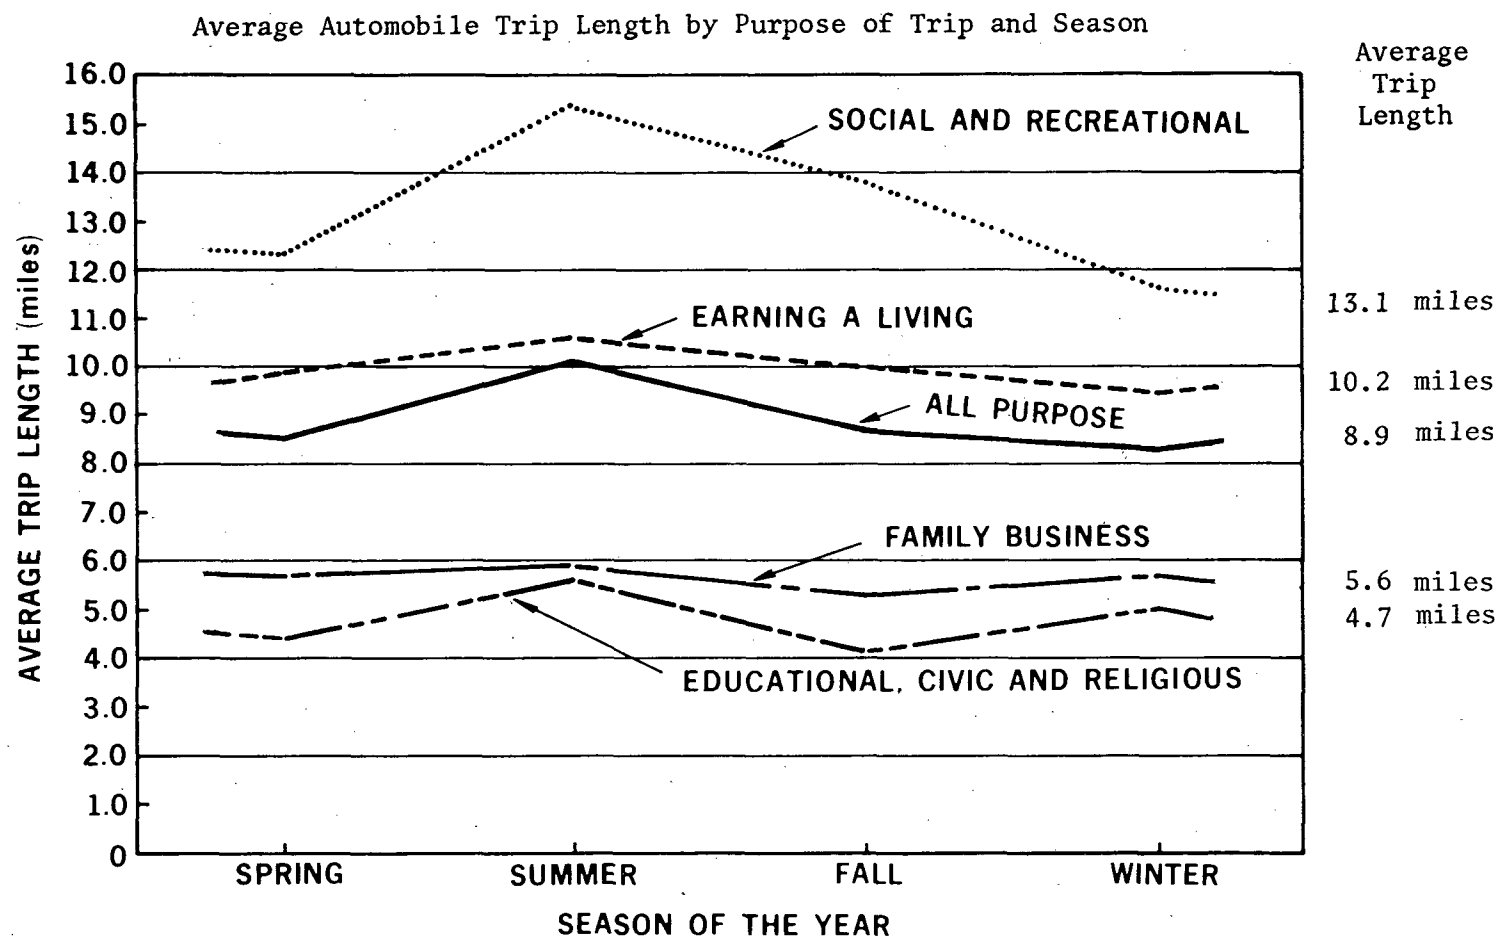 Average Automobile Trip Length by Purpose of Trip and Season
Average
Trip
Length
AVERAGE TRIP LENGTH (miles)
16.0
15.0
14.0
13.0
12.0
11.0
10.0
9.0
8.0
7.0
6.0
5.0
4.0
3.0
2.0
1.0
0
SOCIAL AND RECREATIONAL
EARNING A LIVING
ALL PURPOSE
FAMILY BUSINESS
EDUCATIONAL, CIVIC AND RELIGIOUS
13.1 miles
10.2 miles
8.9 miles
5.6 miles
4.7 miles
SPRING SUMMER FALL WINTER
SEASON OF THE YEAR